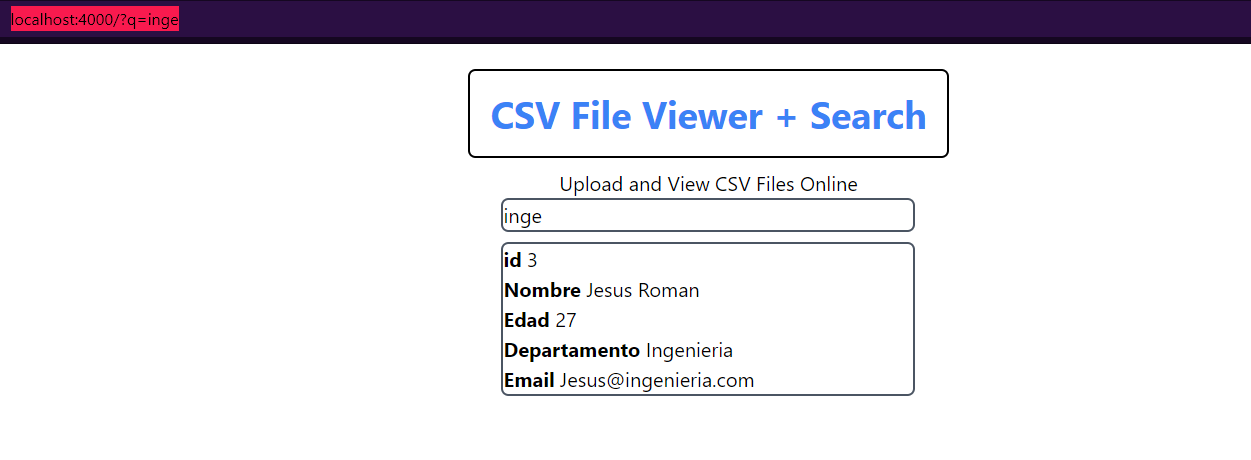 localhost:4000/?q=inge
CSV File Viewer + Search
Upload and View CSV Files Online
inge
id 3
Nombre Jesus Roman
Edad 27
Departamento Ingenieria
Email Jesus@ingenieria.com